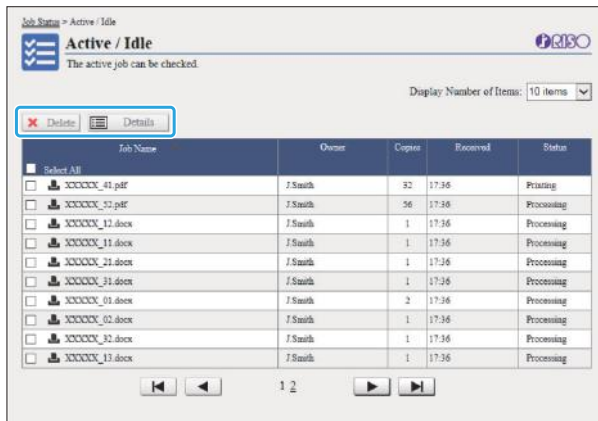 Job Status > Active / Idle
Active / Idle
RISO
The active job can be checked.
Display Number of Items: 10 items
Delete Details
Job Name Owner Copies Received Status
Select All
XXXXX_41.pdf J.Smith 32 17:36 Printing
XXXXX_52.pdf J.Smith 56 17:36 Processing
XXXXX_12.docx J.Smith 1 17:36 Processing
XXXXX_11.docx J.Smith 1 17:36 Processing
XXXXX_21.docx J.Smith 1 17:36 Processing
XXXXX_31.docx J.Smith 1 17:36 Processing
XXXXX_01.docx J.Smith 2 17:36 Processing
XXXXX_02.docx J.Smith 1 17:36 Processing
XXXXX_32.docx J.Smith 1 17:36 Processing
XXXXX_13.docx J.Smith 1 17:36 Processing
1 2